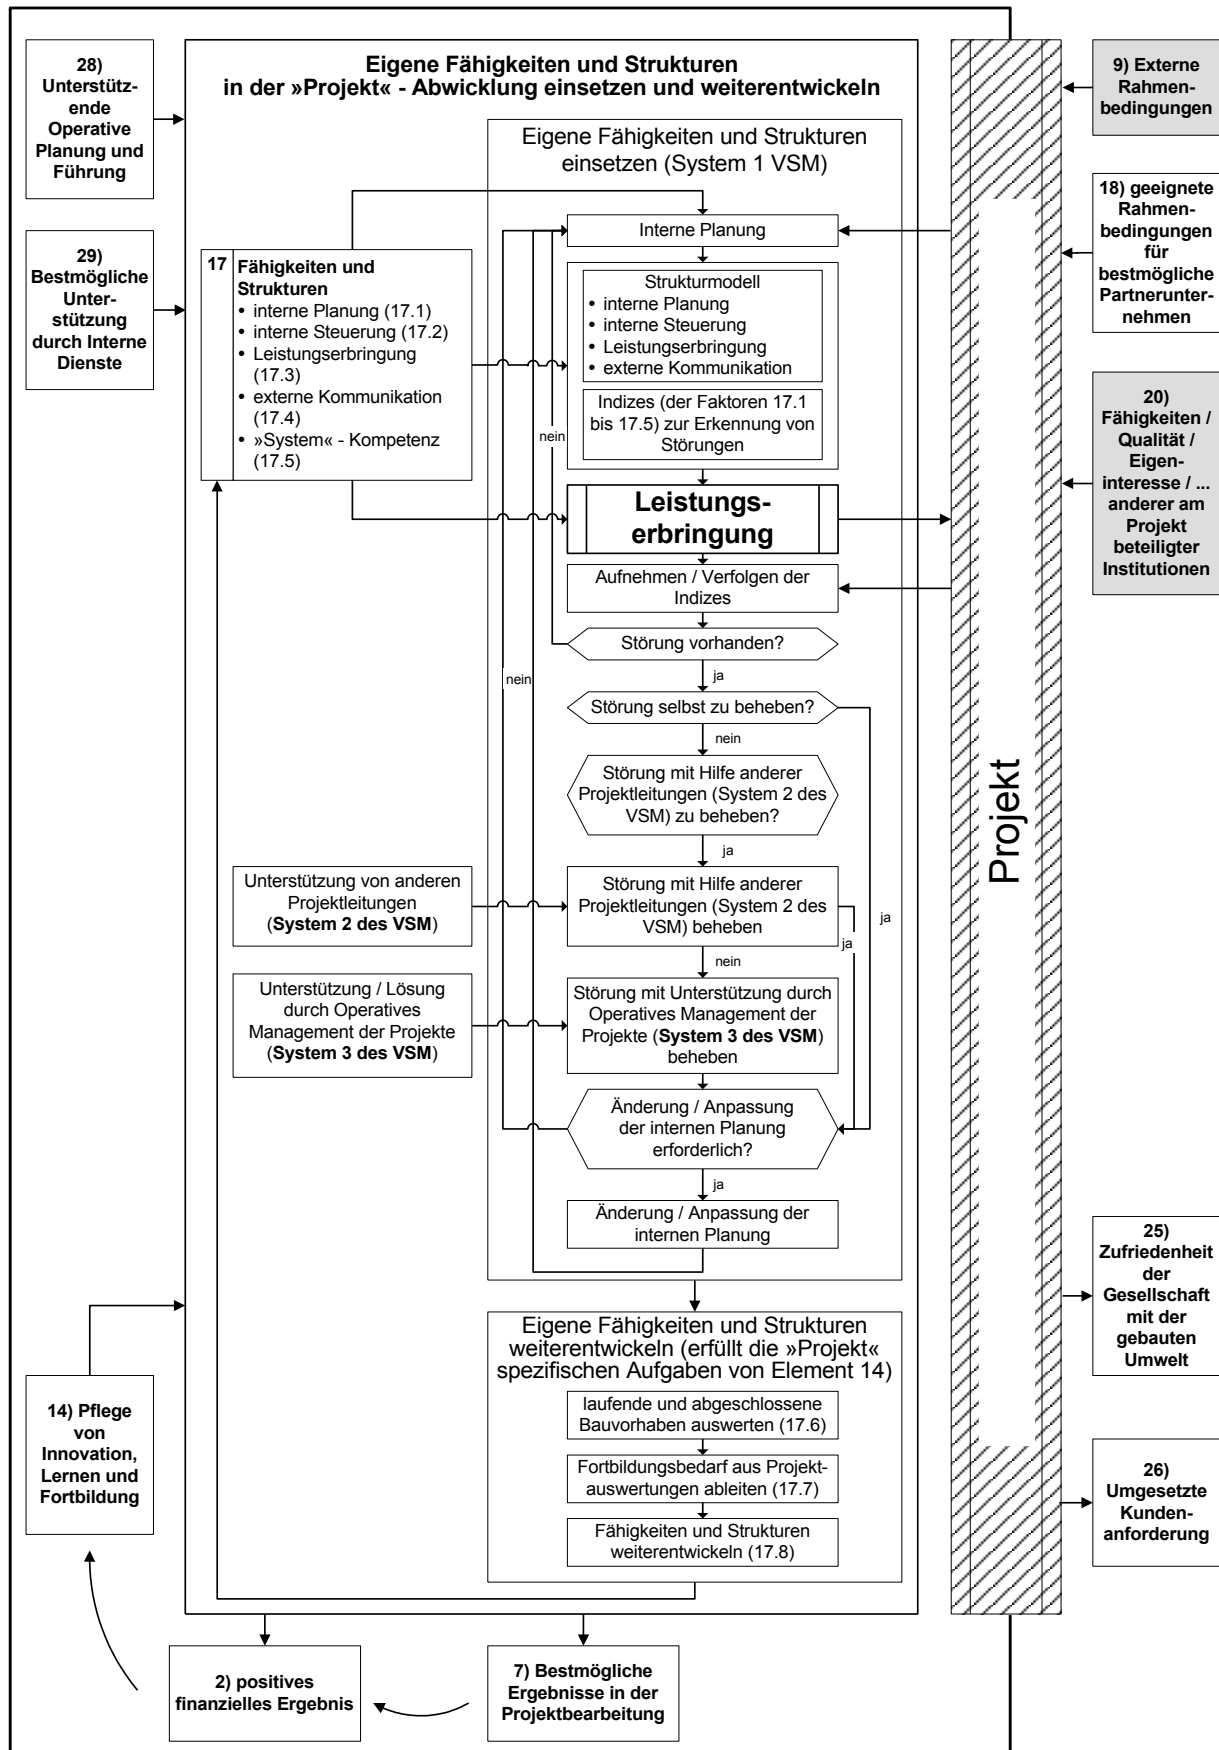 28)
Unterstütz-
ende
Operative
Planung und
Führung
29)
Bestmögliche
Unter-
stützung
durch Interne
Dienste
Eigene Fähigkeiten und Strukturen
in der »Projekt« - Abwicklung einsetzen und weiterentwickeln
17
Fähigkeiten und
Strukturen
• interne Planung (17.1)
• interne Steuerung (17.2)
• Leistungserbringung
(17.3)
• externe Kommunikation
(17.4)
• »System« - Kompetenz
(17.5)
Eigene Fähigkeiten und Strukturen
einsetzen (System 1 VSM)
Interne Planung
Strukturmodell
• interne Planung
• interne Steuerung
• Leistungserbringung
• externe Kommunikation
Indizes (der Faktoren 17.1
bis 17.5) zur Erkennung von
Störungen
nein
Leistungs-
erbringung
Aufnehmen / Verfolgen der
Indizes
Störung vorhanden?
nein
ja
Störung selbst zu beheben?
nein
Störung mit Hilfe anderer
Projektleitungen (System 2 des
VSM) zu beheben?
ja
Unterstützung von anderen
Projektleitungen
(System 2 des VSM)
Störung mit Hilfe anderer
Projektleitungen (System 2 des
VSM) beheben
ja
ja
nein
Unterstützung / Lösung
durch Operatives
Management der Projekte
(System 3 des VSM)
Störung mit Unterstützung durch
Operatives Management der
Projekte (System 3 des VSM)
beheben
Änderung / Anpassung
der internen Planung
erforderlich?
ja
Änderung / Anpassung der
internen Planung
Eigene Fähigkeiten und Strukturen
weiterentwickeln (erfüllt die »Projekt«
spezifischen Aufgaben von Element 14)
laufende und abgeschlossene
Bauvorhaben auswerten (17.6)
Fortbildungsbedarf aus Projekt-
auswertungen ableiten (17.7)
Fähigkeiten und Strukturen
weiterentwickeln (17.8)
Projekt
9) Externe
Rahmen-
bedingungen
18) geeignete
Rahmen-
bedingungen
für
bestmögliche
Partnerunter-
nehmen
20)
Fähigkeiten /
Qualität /
Eigen-
interesse / ...
anderer am
Projekt
beteiligter
Institutionen
25)
Zufriedenheit
der
Gesellschaft
mit der
gebauten
Umwelt
26)
Umgesetzte
Kunden-
anforderung
14) Pflege
von
Innovation,
Lernen und
Fortbildung
2) positives
finanzielles Ergebnis
7) Bestmögliche
Ergebnisse in der
Projektbearbeitung